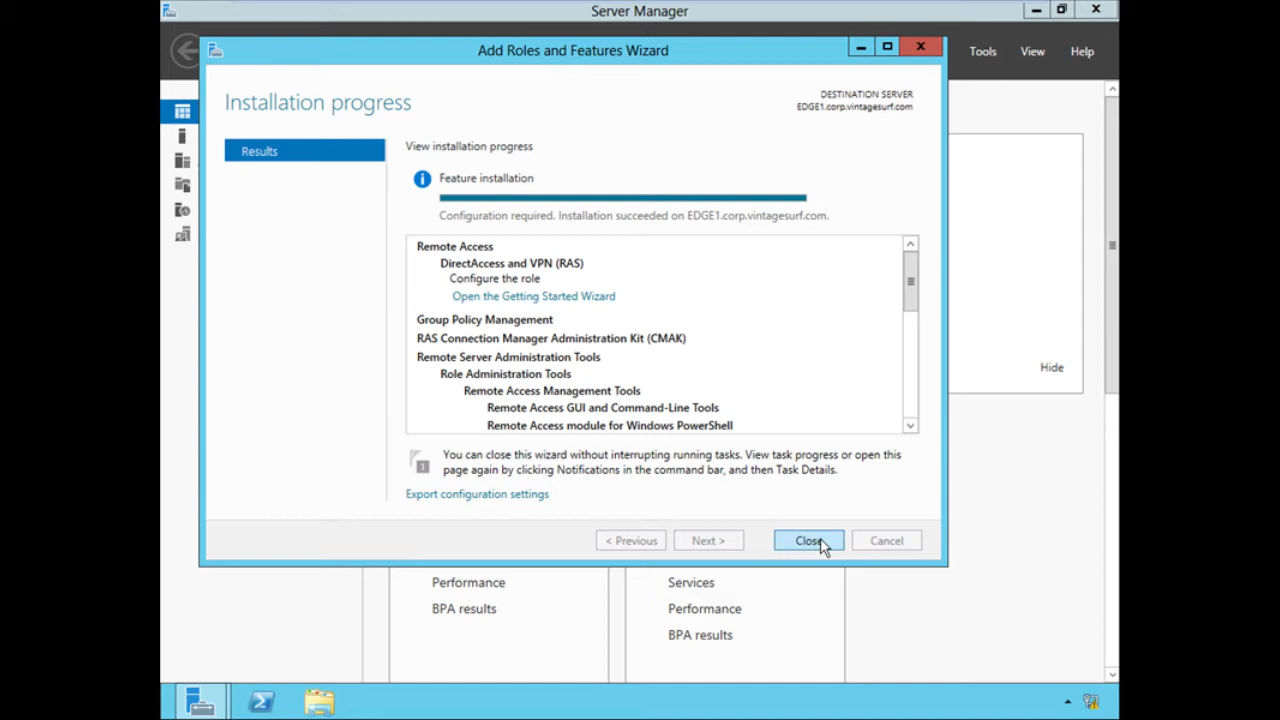 Server Manager
Tools View Help
Add Roles and Features Wizard
Installation progress
DESTINATION SERVER
EDGE1.corp.vintagesurf.com
Results
View installation progress
Feature installation
Configuration required. Installation succeeded on EDGE1.corp.vintagesurf.com.
Remote Access
DirectAccess and VPN (RAS)
Configure the role
Open the Getting Started Wizard
Group Policy Management
RAS Connection Manager Administration Kit (CMAK)
Remote Server Administration Tools
Role Administration Tools
Remote Access Management Tools
Remote Access GUI and Command-Line Tools
Remote Access module for Windows PowerShell
Hide
1
You can close this wizard without interrupting running tasks. View task progress or open this
page again by clicking Notifications in the command bar, and then Task Details.
Export configuration settings
< Previous Next > Close Cancel
Performance
BPA results
Services
Performance
BPA results